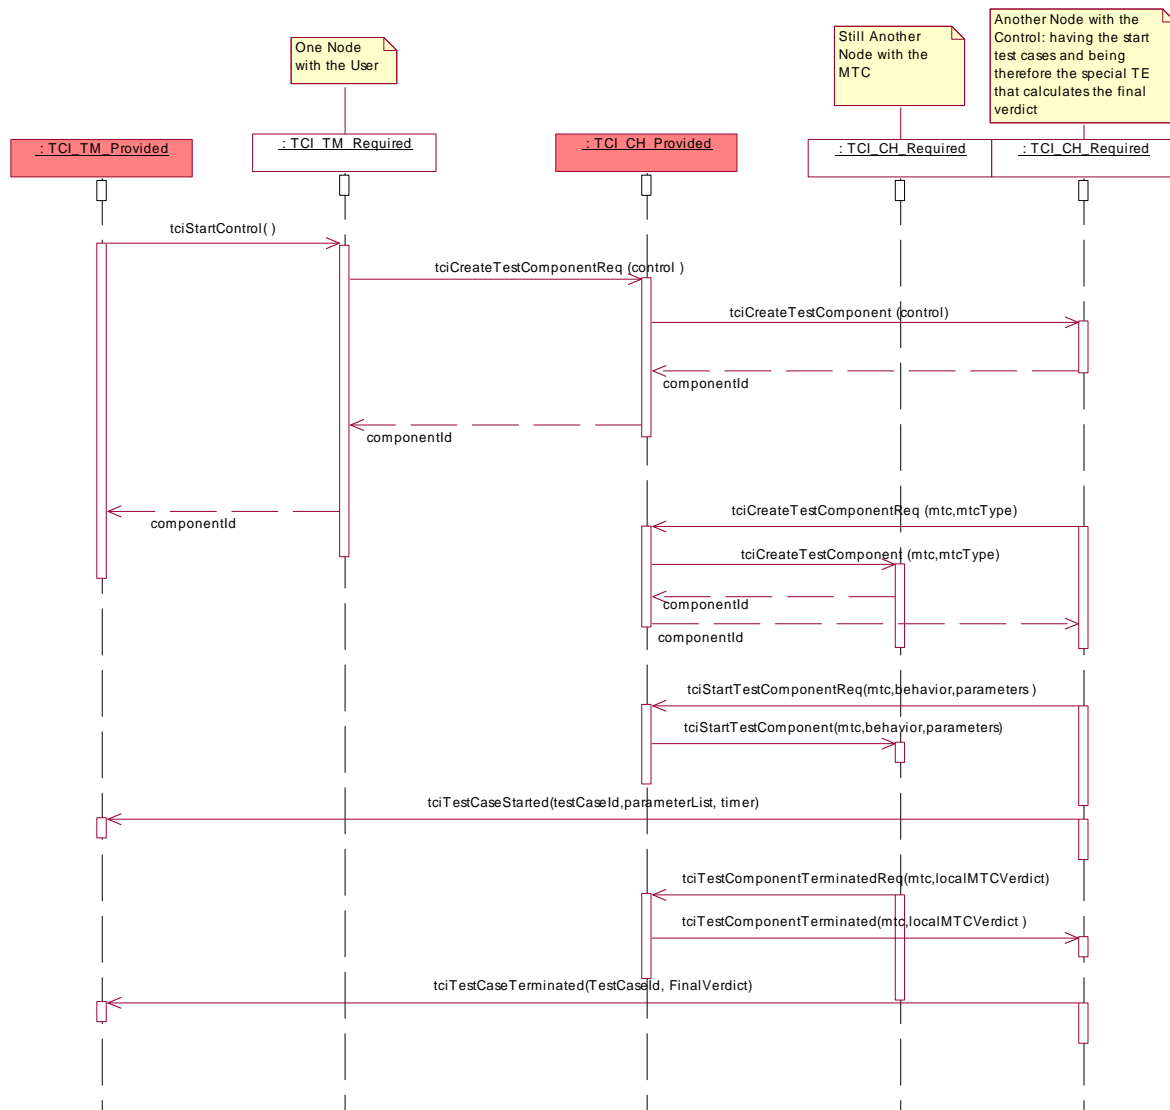 One Node
with the User
Still Another
Node with the
MTC
Another Node with the
Control: having the start
test cases and being
therefore the special TE
that calculates the final
verdict
: TCI_TM_Provided
: TCI_TM_Required
: TCI_CH_Provided
: TCI_CH_Required
: TCI_CH_Required
tciStartControl( )
tciCreateTestComponentReq (control )
tciCreateTestComponent (control)
componentId
componentId
componentId
tciCreateTestComponentReq (mtc,mtcType)
tciCreateTestComponent (mtc,mtcType)
componentId
componentId
tciStartTestComponentReq(mtc,behavior,parameters )
tciStartTestComponent(mtc,behavior,parameters)
tciTestCaseStarted(testCaseId,parameterList, timer)
tciTestComponentTerminatedReq(mtc,localMTCVerdict)
tciTestComponentTerminated(mtc,localMTCVerdict )
tciTestCaseTerminated(TestCaseId, FinalVerdict)